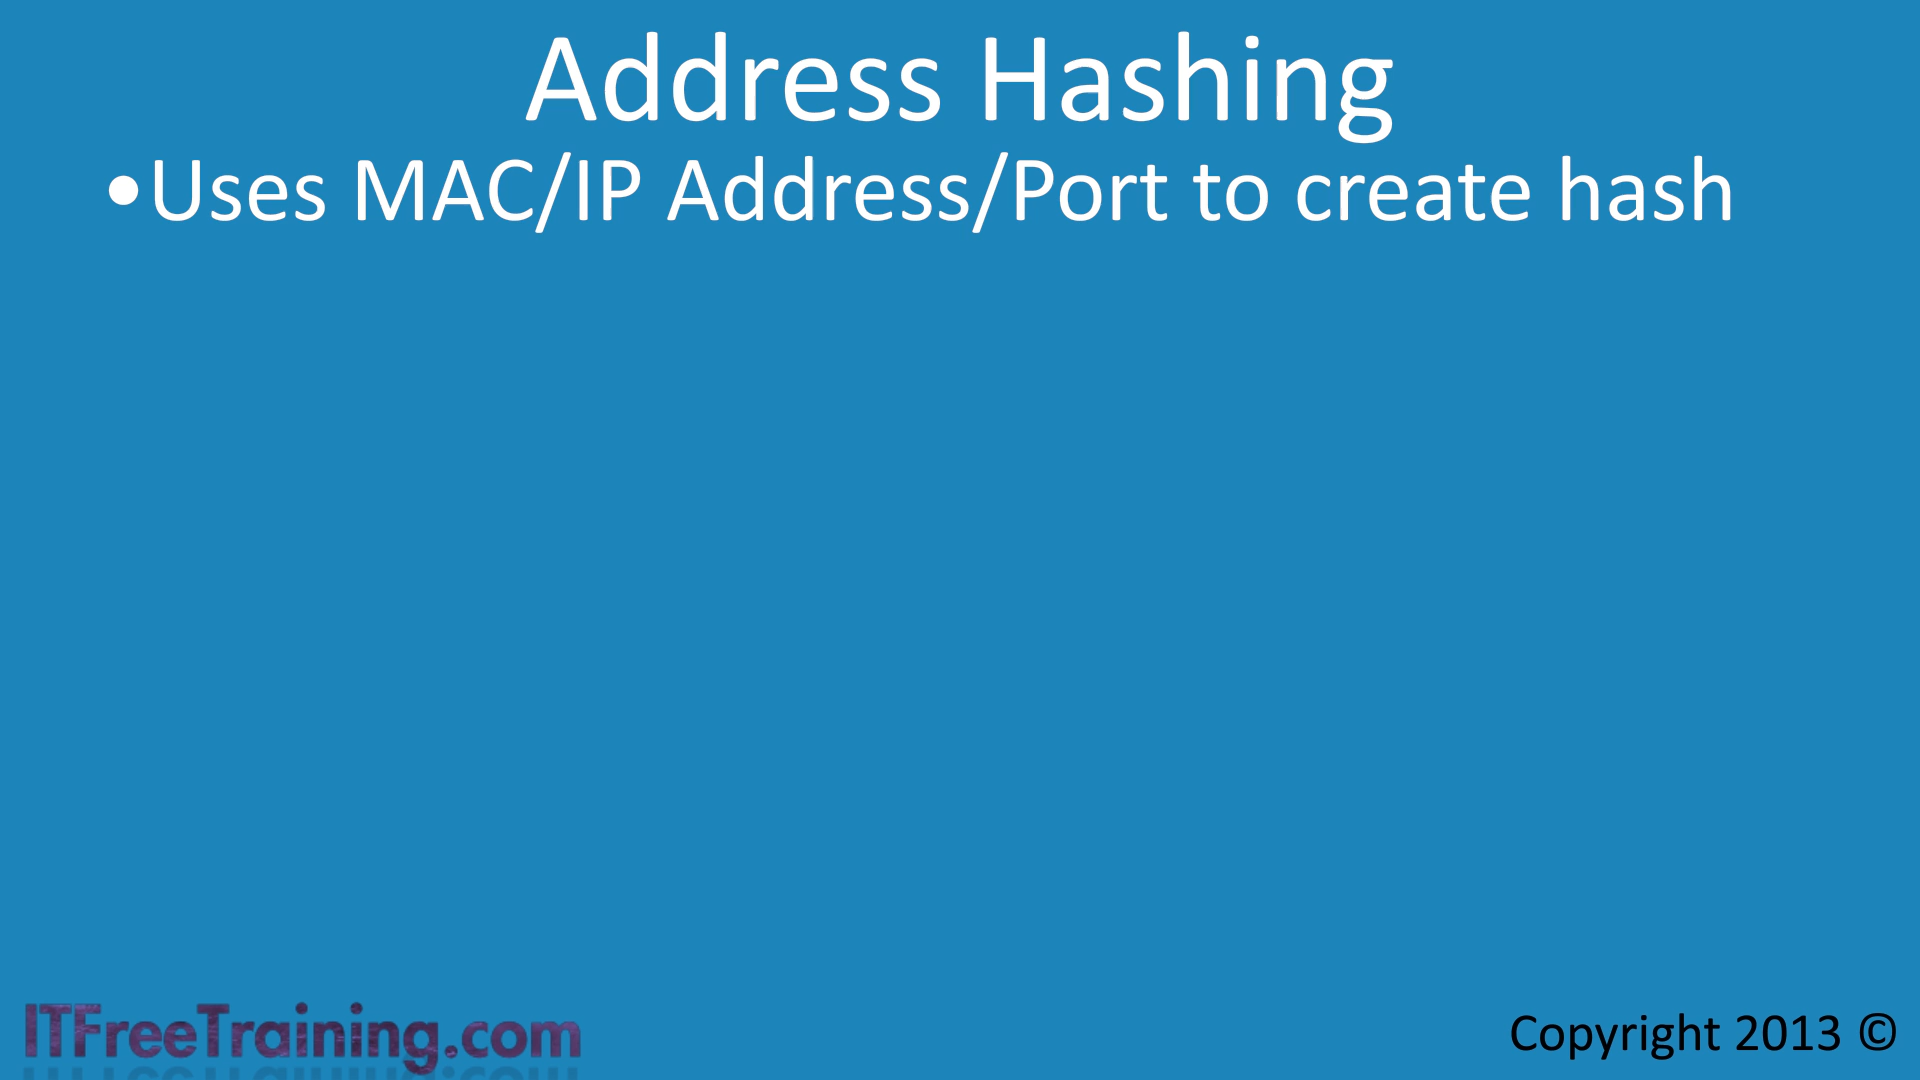 Address Hashing
•Uses MAC/IP Address/Port to create hash
ITFreeTraining.com
Copyright 2013 ©